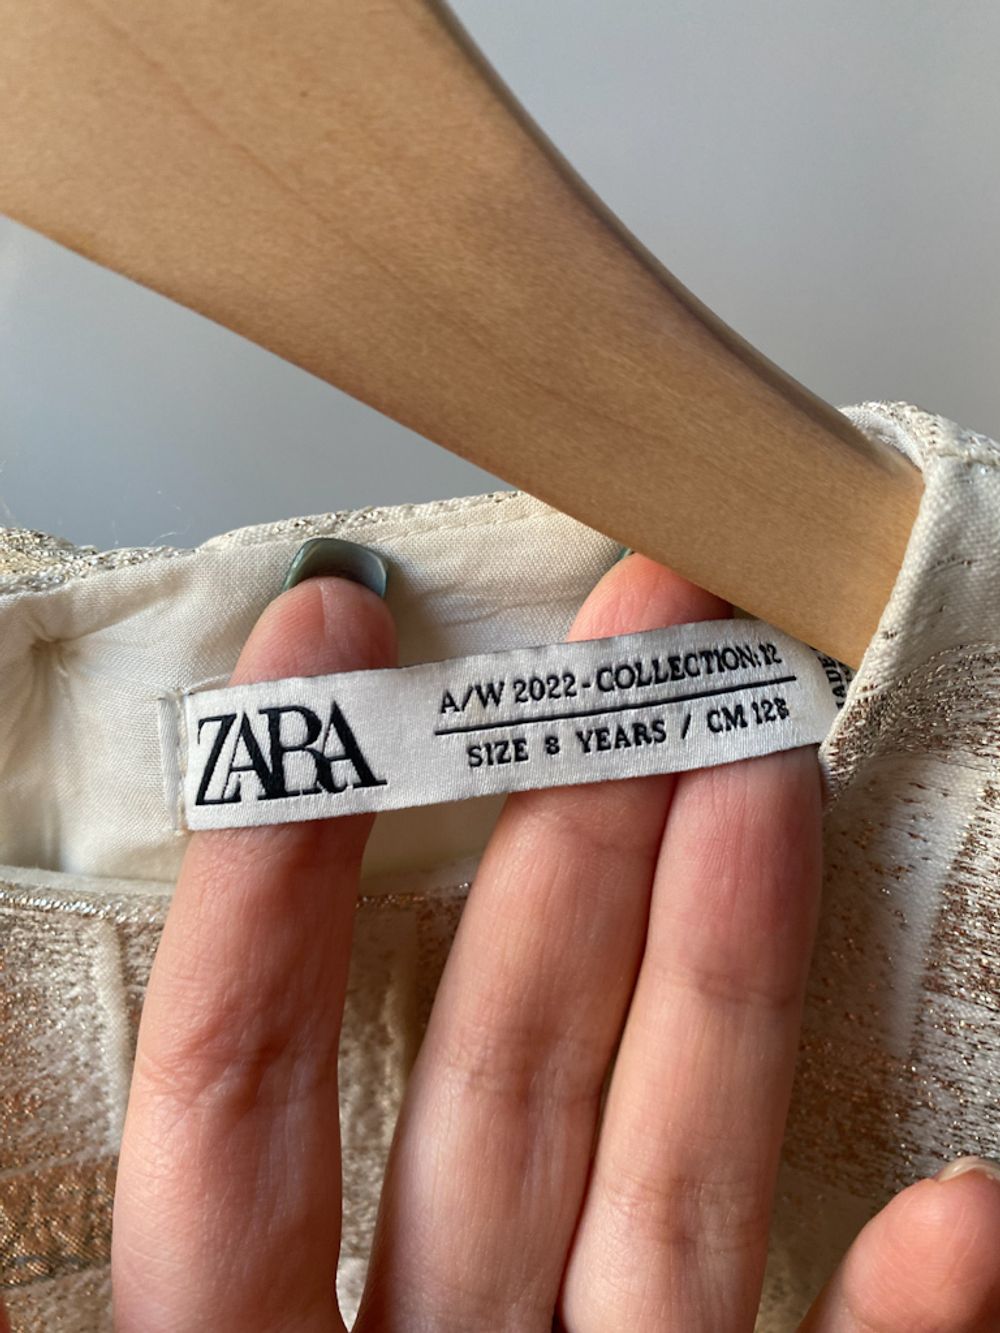 ZARA
A/W 2022-COLLECTION: 12
SIZE 8 YEARS / CM 128